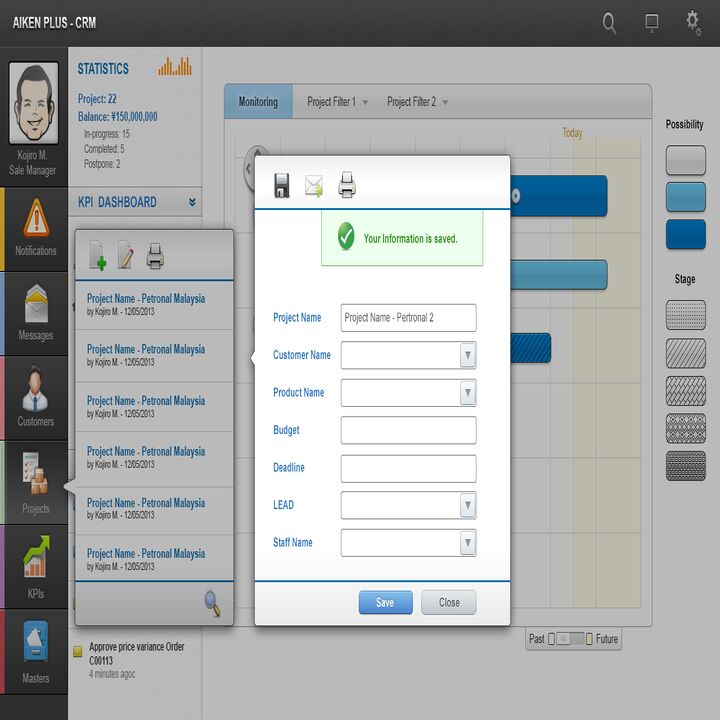 AIKEN PLUS - CRM
Kojiro M.
Sale Manager
Notifications
Messages
Customers
Projects
KPIs
Masters
STATISTICS
Project: 22
Balance: ¥150,000,000
In-progress: 15
Completed: 5
Postpone: 2
KPI DASHBOARD
Project Name - Petronal Malaysia
by Kojiro M. - 12/05/2013
Project Name - Petronal Malaysia
by Kojiro M. - 12/05/2013
Project Name - Petronal Malaysia
by Kojiro M. - 12/05/2013
Project Name - Petronal Malaysia
by Kojiro M. - 12/05/2013
Project Name - Petronal Malaysia
by Kojiro M. - 12/05/2013
Project Name - Petronal Malaysia
by Kojiro M. - 12/05/2013
Approve price variance Order
C00113
4 minutes agoc
Monitoring
Project Filter 1
Project Filter 2
Today
Your Information is saved.
Project Name
Project Name - Pertronal 2
Customer Name
Product Name
Budget
Deadline
LEAD
Staff Name
Save
Close
Past
Future
Possibility
Stage